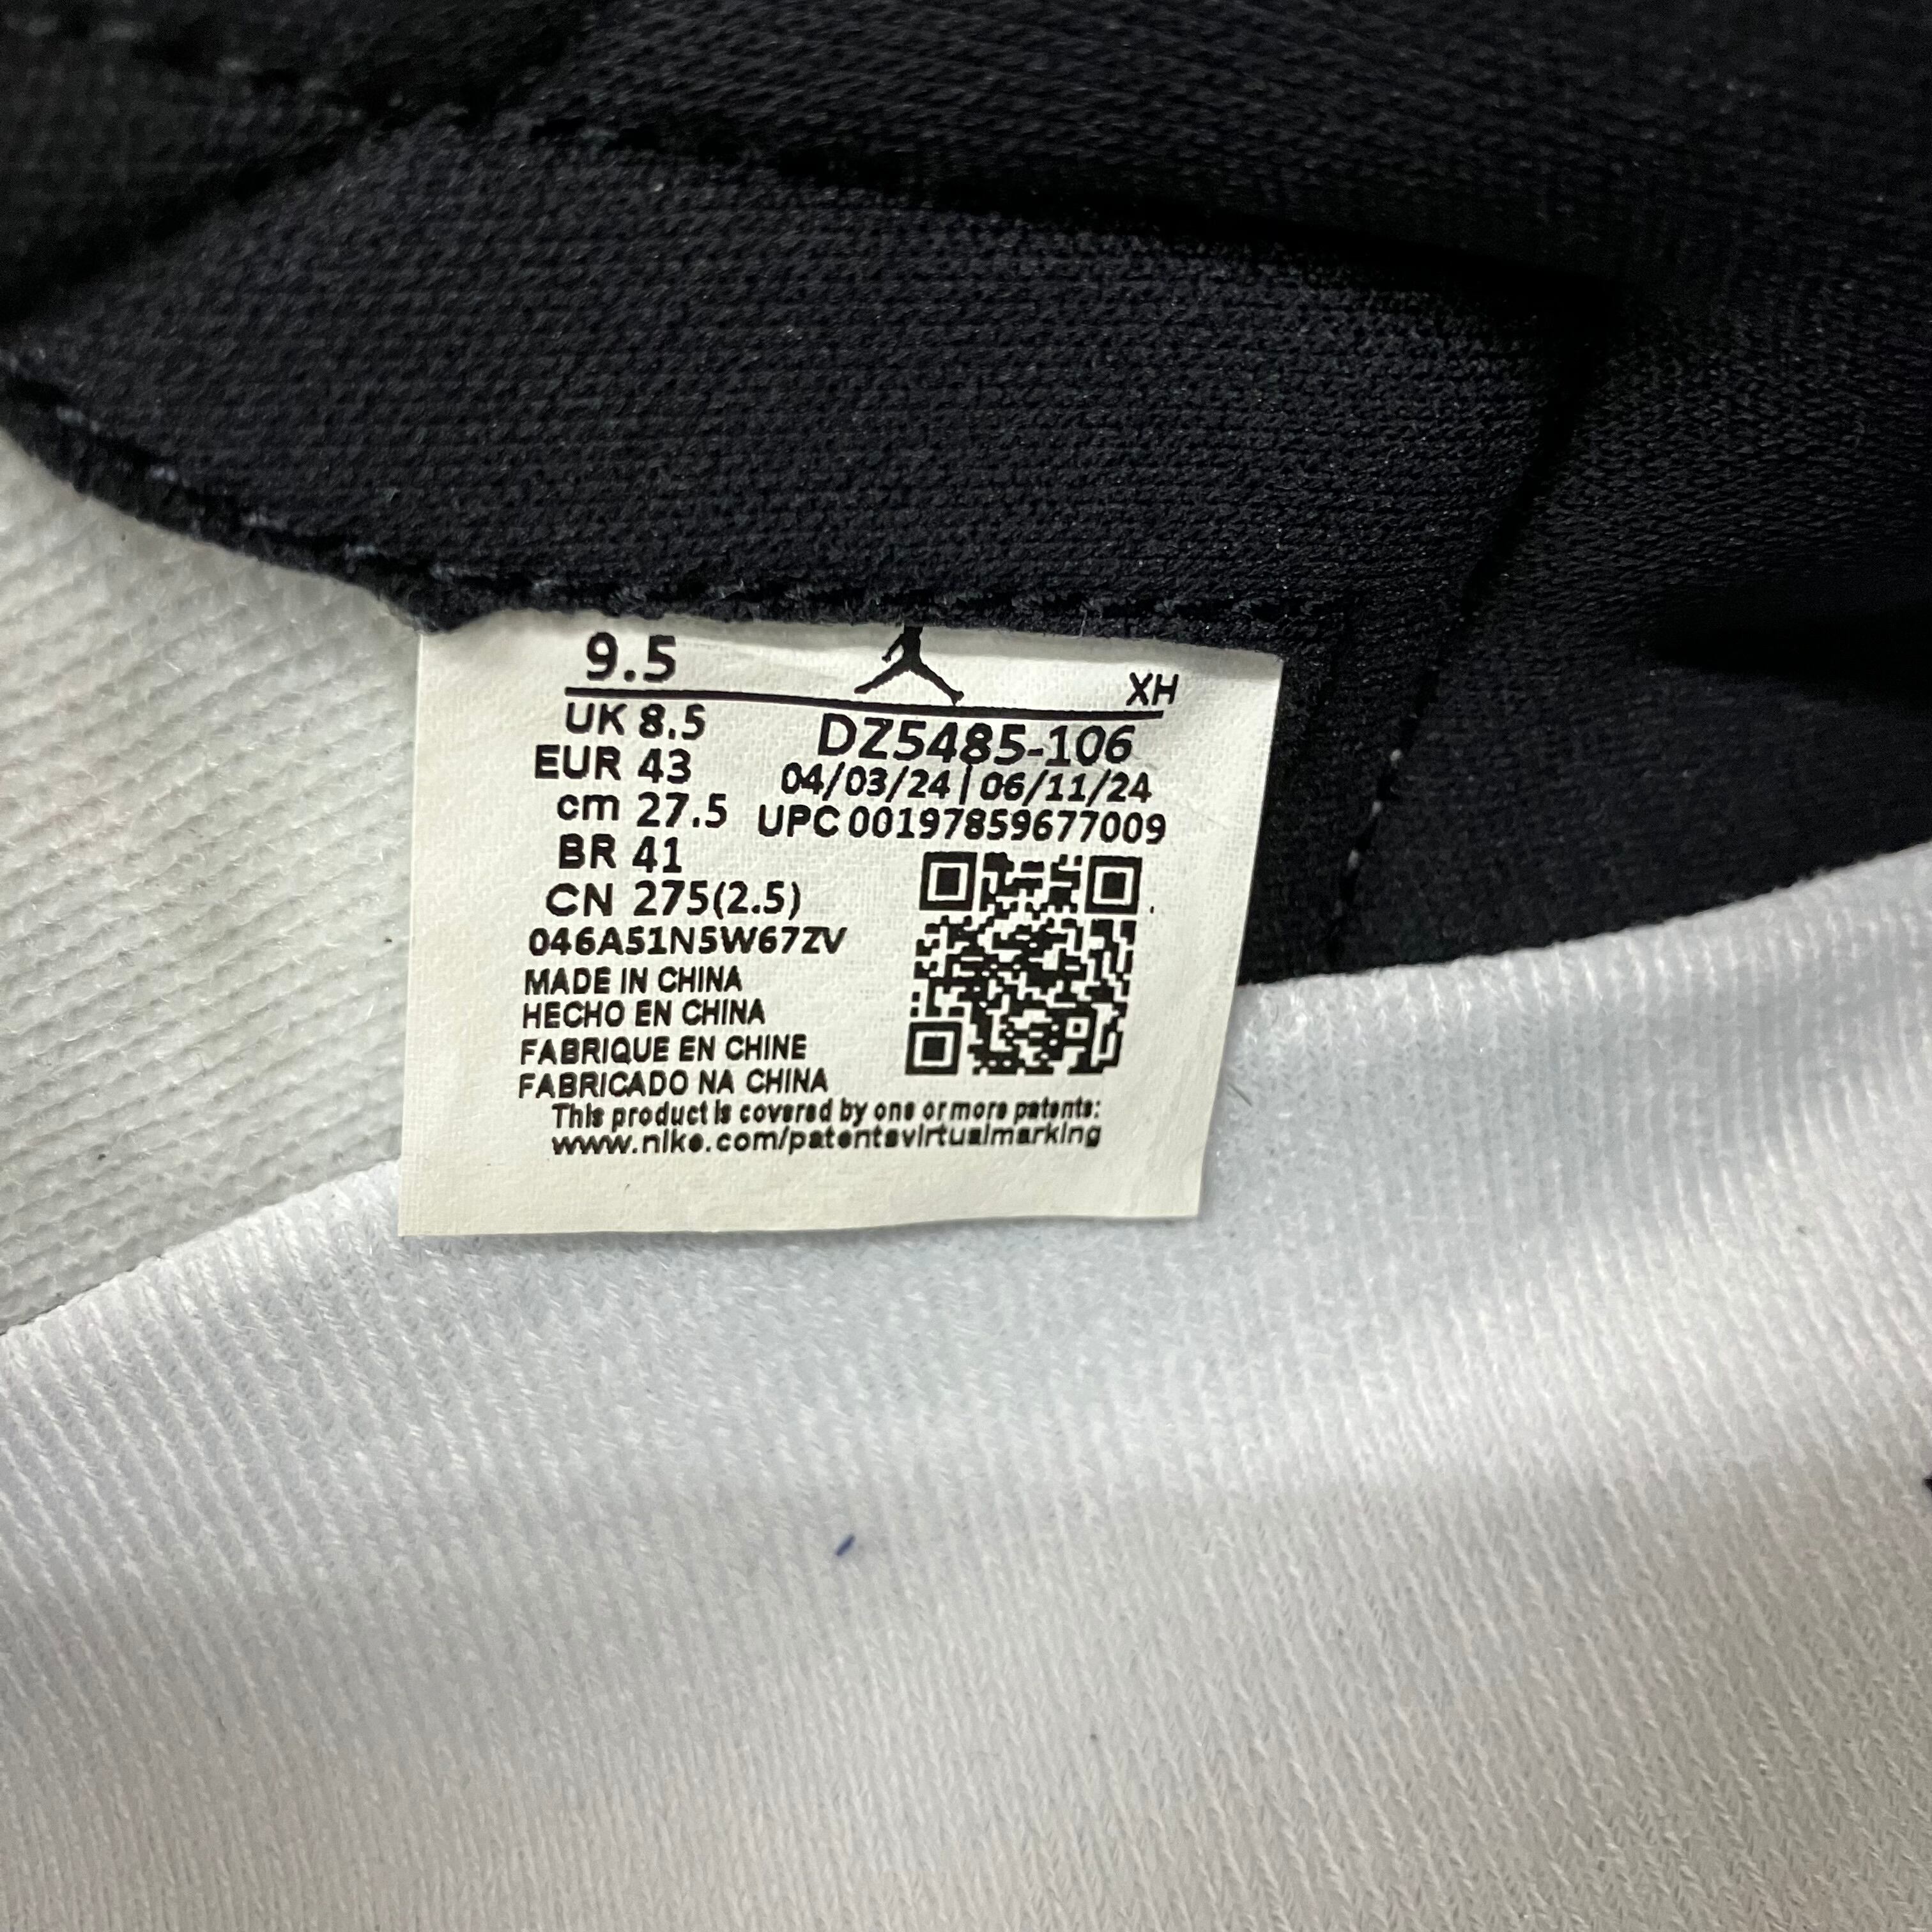 9.5 XH
UK 8.5
DZ5485-106
EUR 43
04/03/24 | 06/11/24
cm 27.5
UPC 00197859677009
BR 41
CN 275(2.5)
046A51N5W67ZV
MADE IN CHINA
HECHO EN CHINA
FABRIQUE EN CHINE
FABRICADO NA CHINA
This product is covered by one or more patents:
www.nike.com/patentsvirtualmarking